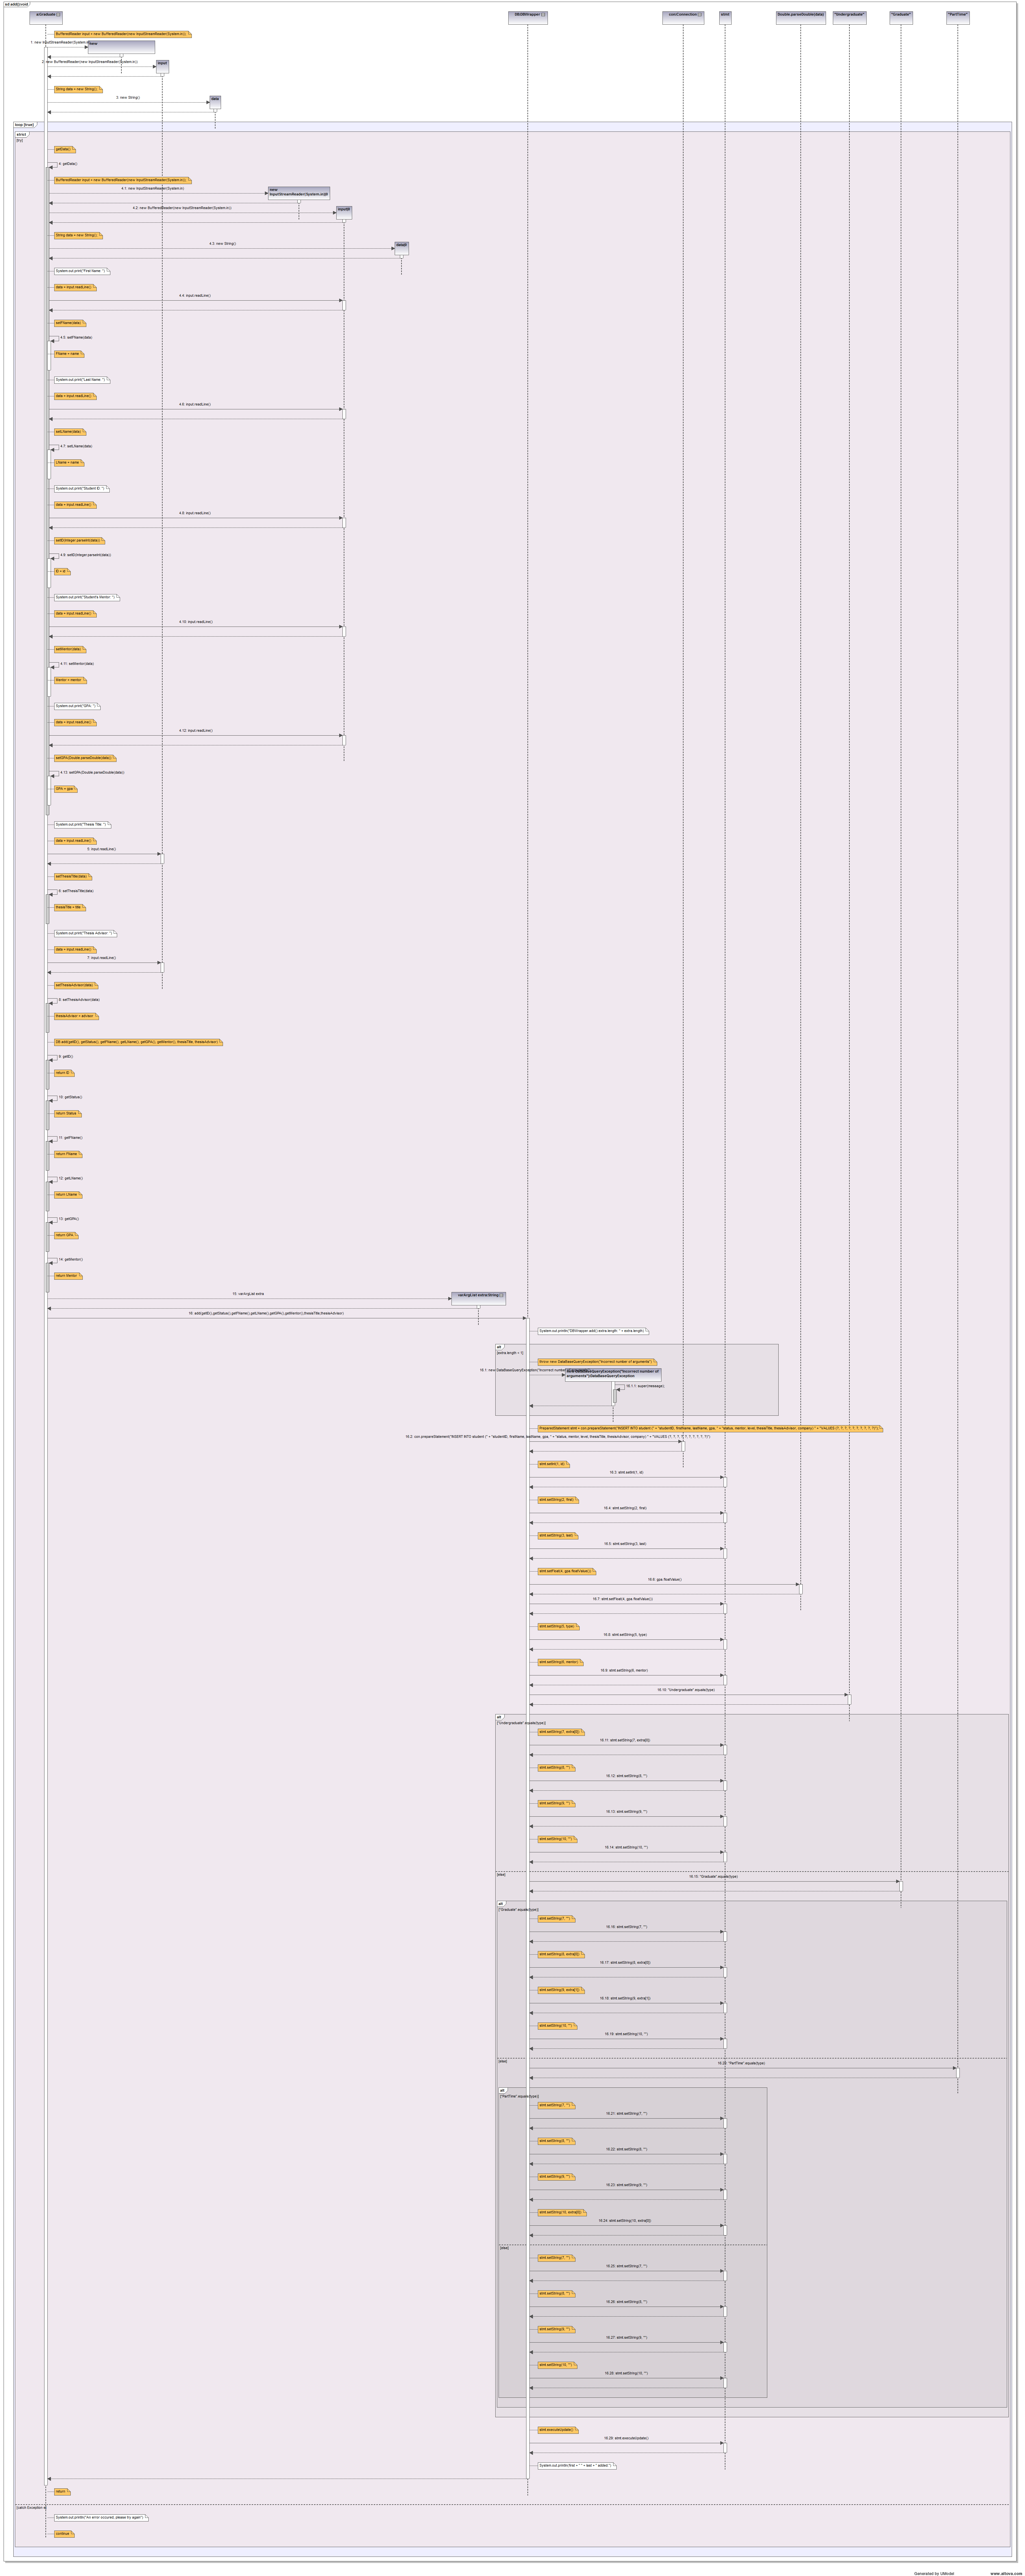 sd add():void
a:Graduate [ ]
DB:DBWrapper [ ]
con:Connection [ ]
stmt
Double.parseDouble(data)
"Undergraduate"
"Graduate"
"PartTime"
BufferedReader input = new BufferedReader(new InputStreamReader(System.in));
1: new InputStreamReader(System.in)
2: new BufferedReader(new InputStreamReader(System.in));
input
String data = new String();
3: new String()
data
loop [true]
[try]
getData();
4: getData()
BufferedReader input = new BufferedReader(new InputStreamReader(System.in));
4.1: new InputStreamReader(System.in)
new
InputStreamReader(System.in)@
4.2: new BufferedReader(new InputStreamReader(System.in));
input@
String data = new String();
4.3: new String()
data@
System.out.print("First Name: ")
data = input.readLine()
4.4: input.readLine()
setFName(data);
4.5: setFName(data)
FName = name
System.out.print("Last Name: ")
data = input.readLine()
4.6: input.readLine()
setLName(data);
4.7: setLName(data)
LName = name
System.out.print("Student ID: ")
data = input.readLine()
4.8: input.readLine()
setID(Integer.parseInt(data));
4.9: setID(Integer.parseInt(data))
ID = id
System.out.print("Student's Mentor: ")
data = input.readLine()
4.10: input.readLine()
setMentor(data);
4.11: setMentor(data)
Mentor = mentor
System.out.print("GPA: ")
data = input.readLine()
4.12: input.readLine()
setGPA(Double.parseDouble(data));
4.13: setGPA(Double.parseDouble(data))
GPA = gpa
System.out.print("Thesis Title: ")
data = input.readLine()
5: input.readLine()
setThesisTitle(data);
6: setThesisTitle(data)
thesisTitle = title
System.out.print("Thesis Advisor: ")
data = input.readLine()
7: input.readLine()
setThesisAdvisor(data);
8: setThesisAdvisor(data)
thesisAdvisor = advisor
DB.add(getID(), getStatus(), getFName(), getLName(), getGPA(), getMentor(), thesisTitle, thesisAdvisor)
9: getID()
return ID
10: getStatus()
return Status
11: getFName()
return FName
12: getLName()
return LName
13: getGPA()
return GPA
14: getMentor()
return Mentor
15: varArgList extra
varArgList extra:String [ ]
16: add(getID(),getStatus(),getFName(),getLName(),getGPA(),getMentor(),thesisTitle,thesisAdvisor)
System.out.println("DBWrapper add() extra.length: " + extra.length)
alt
[extra.length < 1]
throw new DataBaseQueryException("Incorrect number of arguments")
16.1.1: super(message);
PreparedStatement stmt = con.prepareStatement("INSERT INTO student (" + "studentID, firstName, lastName, gpa, " + "status, mentor, level, thesisTitle, thesisAdvisor, company) " + "VALUES (?, ?, ?, ?, ?, ?, ?, ?, ?, ?)")
16.2: con.prepareStatement("INSERT INTO student (" + "studentID, firstName, lastName, gpa, " + "status, mentor, level, thesisTitle, thesisAdvisor, company) " + "VALUES (?, ?, ?, ?, ?, ?, ?, ?, ?, ?)")
stmt.setInt(1, id);
16.3: stmt.setInt(1, id)
stmt.setString(2, first);
16.4: stmt.setString(2, first)
stmt.setString(3, last)
16.5: stmt.setString(3, last)
stmt.setFloat(4, gpa.floatValue());
16.6: gpa.floatValue()
16.7: stmt.setFloat(4, gpa.floatValue())
stmt.setString(5, type);
16.8: stmt.setString(5, type)
stmt.setString(6, mentor);
16.9: stmt.setString(6, mentor)
16.10: "Undergraduate".equals(type)
alt
["Undergraduate".equals(type)]
stmt.setString(7, extra[0]);
16.11: stmt.setString(7, extra[0])
stmt.setString(8, "")
16.12: stmt.setString(8, "")
stmt.setString(9, "")
16.13: stmt.setString(9, "")
stmt.setString(10, "")
16.14: stmt.setString(10, "")
[else]
16.15: "Graduate".equals(type)
alt
["Graduate".equals(type)]
stmt.setString(7, "")
16.16: stmt.setString(7, "")
stmt.setString(8, extra[0]);
16.17: stmt.setString(8, extra[0])
stmt.setString(9, extra[1]);
16.18: stmt.setString(9, extra[1])
stmt.setString(10, "")
16.19: stmt.setString(10, "")
[else]
16.20: "PartTime".equals(type)
alt
["PartTime".equals(type)]
stmt.setString(7, "")
16.21: stmt.setString(7, "")
stmt.setString(8, "")
16.22: stmt.setString(8, "")
stmt.setString(9, "")
16.23: stmt.setString(9, "")
stmt.setString(10, extra[0]);
16.24: stmt.setString(10, extra[0])
[else]
stmt.setString(7, "")
16.25: stmt.setString(7, "")
stmt.setString(8, "")
16.26: stmt.setString(8, "")
stmt.setString(9, "")
16.27: stmt.setString(9, "")
stmt.setString(10, "")
16.28: stmt.setString(10, "")
stmt.executeUpdate()
16.29: stmt.executeUpdate()
System.out.println(first + " " + last + " added.")
return
[catch Exception e]
System.out.println("An error occured, please try again")
continue
Generated by UModel
www.altova.com